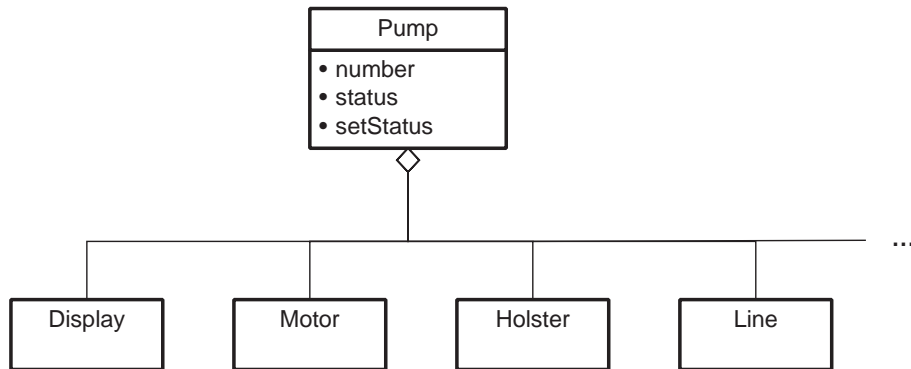 Pump
• number
• status
• setStatus
...
Display Motor Holster Line